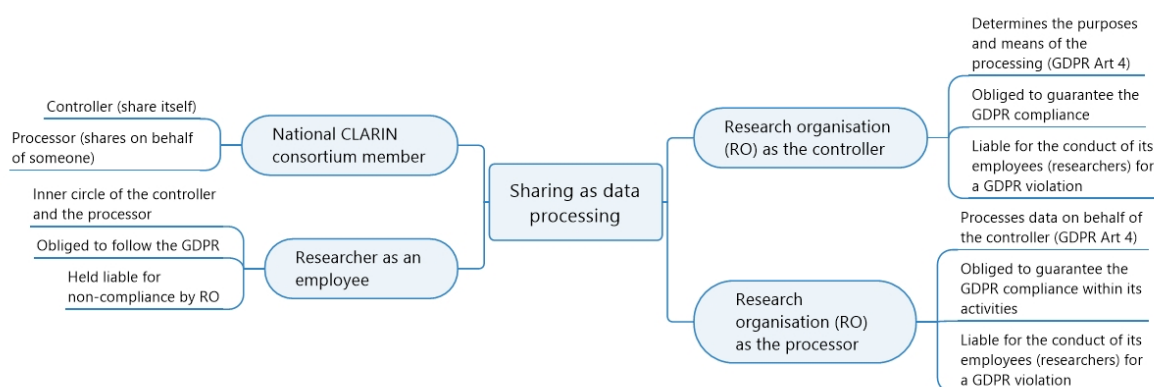 Sharing as data
processing
National CLARIN
consortium member
Controller (share itself)
Processor (shares on behalf
of someone)
Researcher as an
employee
Inner circle of the controller
and the processor
Obliged to follow the GDPR
Held liable for
non-compliance by RO
Research organisation
(RO) as the controller
Determines the purposes
and means of the
processing (GDPR Art 4)
Obliged to guarantee the
GDPR compliance
Liable for the conduct of its
employees (researchers) for
a GDPR violation
Research
organisation (RO)
as the processor
Processes data on behalf of
the controller (GDPR Art 4)
Obliged to guarantee the
GDPR compliance within its
activities
Liable for the conduct of its
employees (researchers) for
a GDPR violation